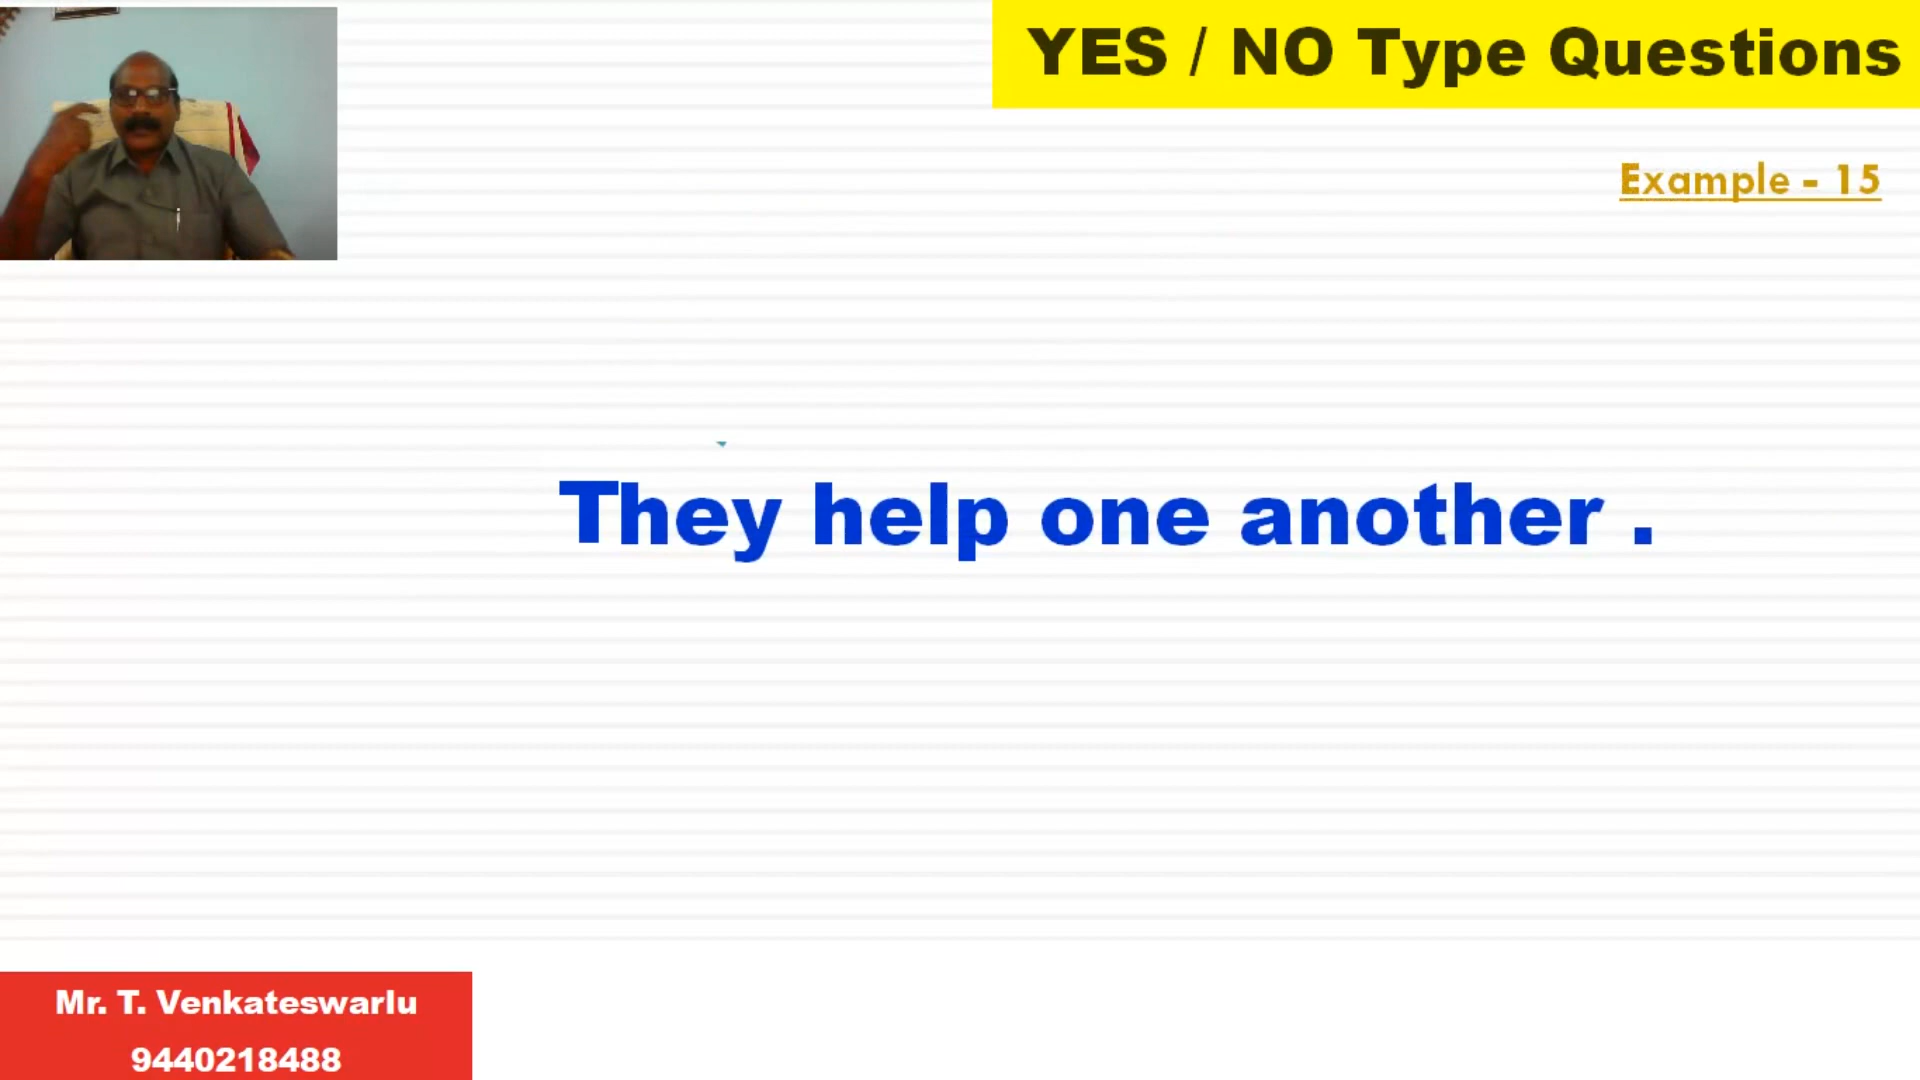 YES / NO Type Questions
Example - 15
They help one another .
Mr. T. Venkateswarlu
9440218488